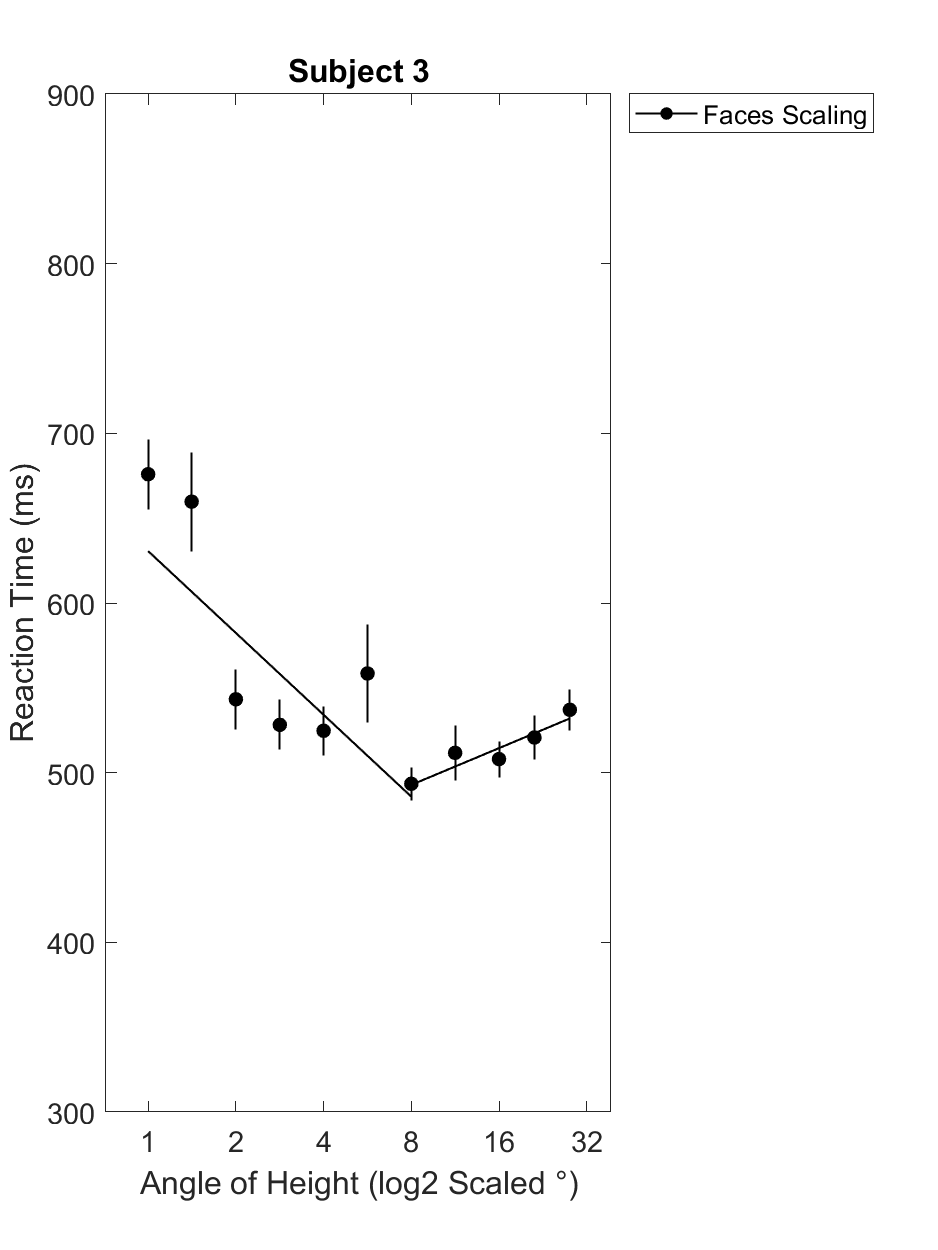 Subject 3
Faces Scaling
900
800
700
600
500
400
300
Reaction Time (ms)
1 2 4 8 16 32
Angle of Height (log2 Scaled °)